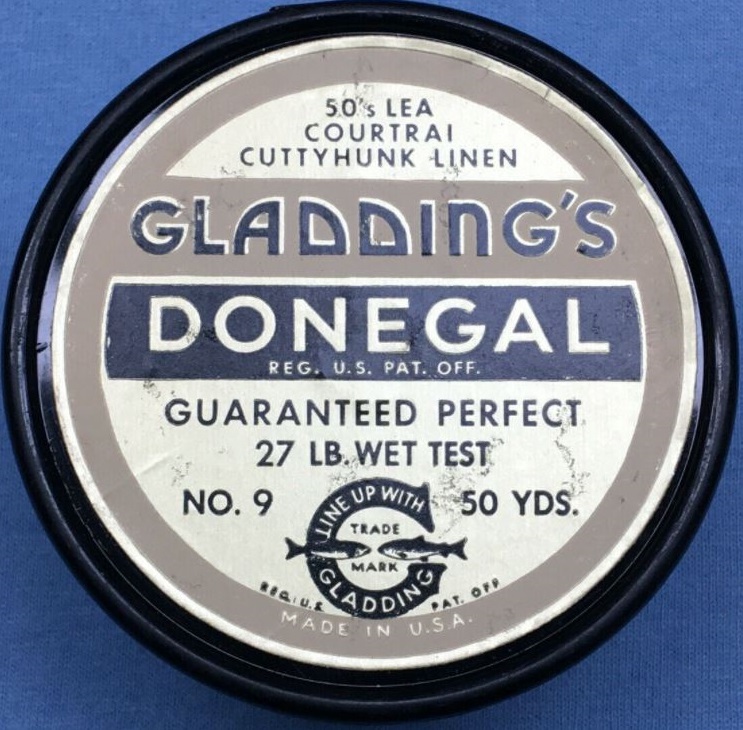 50's LEA
COURTRAI
CUTTYHUNK LINEN
GLADDING'S
DONEGAL
REG. U.S. PAT. OFF.
GUARANTEED PERFECT
27 LB. WET TEST
NO. 9
50 YDS.
LINE UP WITH
TRADE
MARK
GLADDING
REG. U.S. PAT. OFF
MADE IN U.S.A.